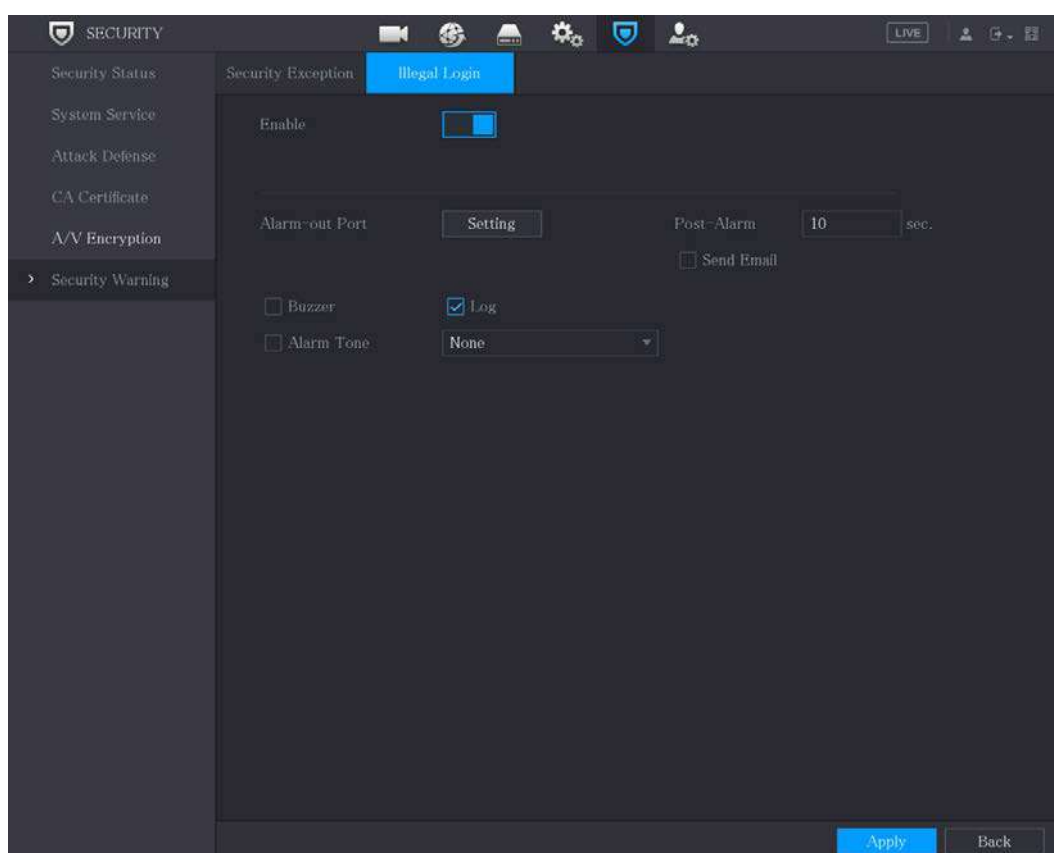 SECURITY
LIVE
Security Status
System Service
Attack Defense
CA Certificate
A/V Encryption
Security Warning
Security Exception
Illegal Login
Enable
Alarm-out Port
Setting
Post-Alarm
10
sec.
Send Email
Buzzer
Log
Alarm Tone
None
Apply
Back